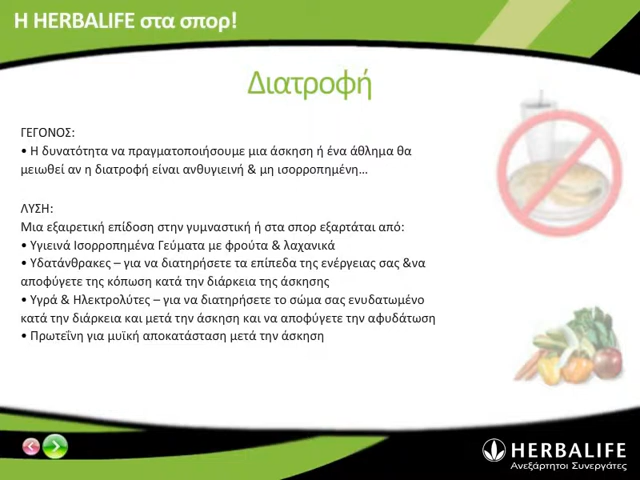 Η HERBALIFE στα σπορ!
Διατροφή
ΓΕΓΟΝΟΣ:
• Η δυνατότητα να πραγματοποιήσουμε μια άσκηση ή ένα άθλημα θα
μειωθεί αν η διατροφή είναι ανθυγιεινή & μη ισορροπημένη…
ΛΥΣΗ:
Μια εξαιρετική επίδοση στην γυμναστική ή στα σπορ εξαρτάται από:
• Υγιεινά Ισορροπημένα Γεύματα με φρούτα & λαχανικά
• Υδατάνθρακες – για να διατηρήσετε τα επίπεδα της ενέργειας σας &να
αποφύγετε της κόπωση κατά την διάρκεια της άσκησης
• Υγρά & Ηλεκτρολύτες – για να διατηρήσετε το σώμα σας ενυδατωμένο
κατά την διάρκεια και μετά την άσκηση και να αποφύγετε την αφυδάτωση
• Πρωτεΐνη για μυϊκή αποκατάσταση μετά την άσκηση
HERBALIFE
Ανεξάρτητοι Συνεργάτες